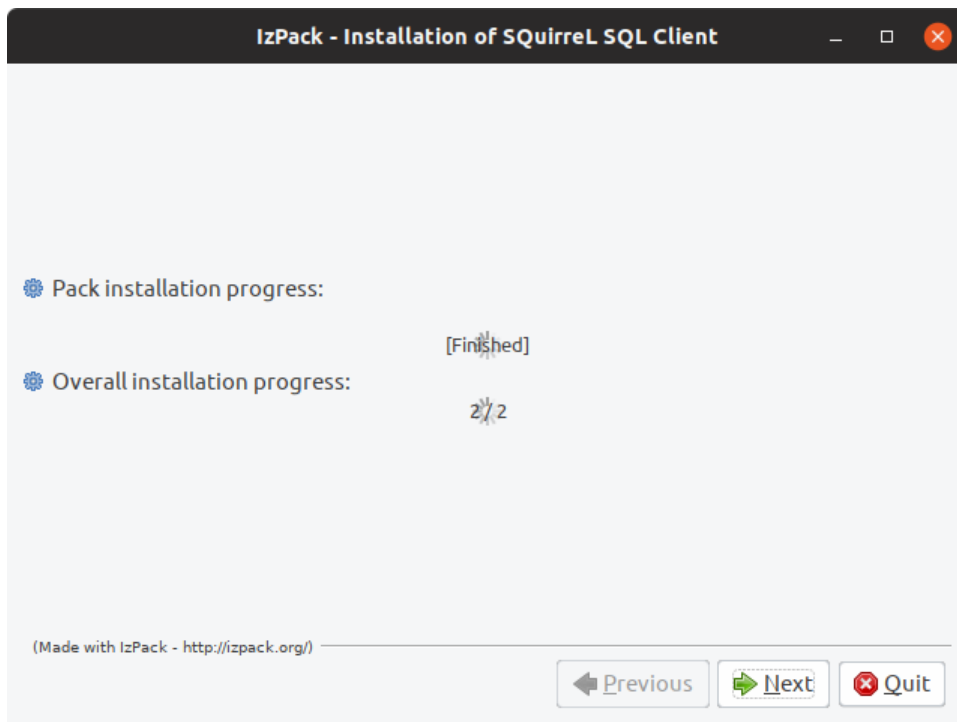 IzPack - Installation of SQuirreL SQL Client
Pack installation progress:
[Finished]
Overall installation progress:
2 / 2
(Made with IzPack - http://izpack.org/)
Previous
Next
Quit